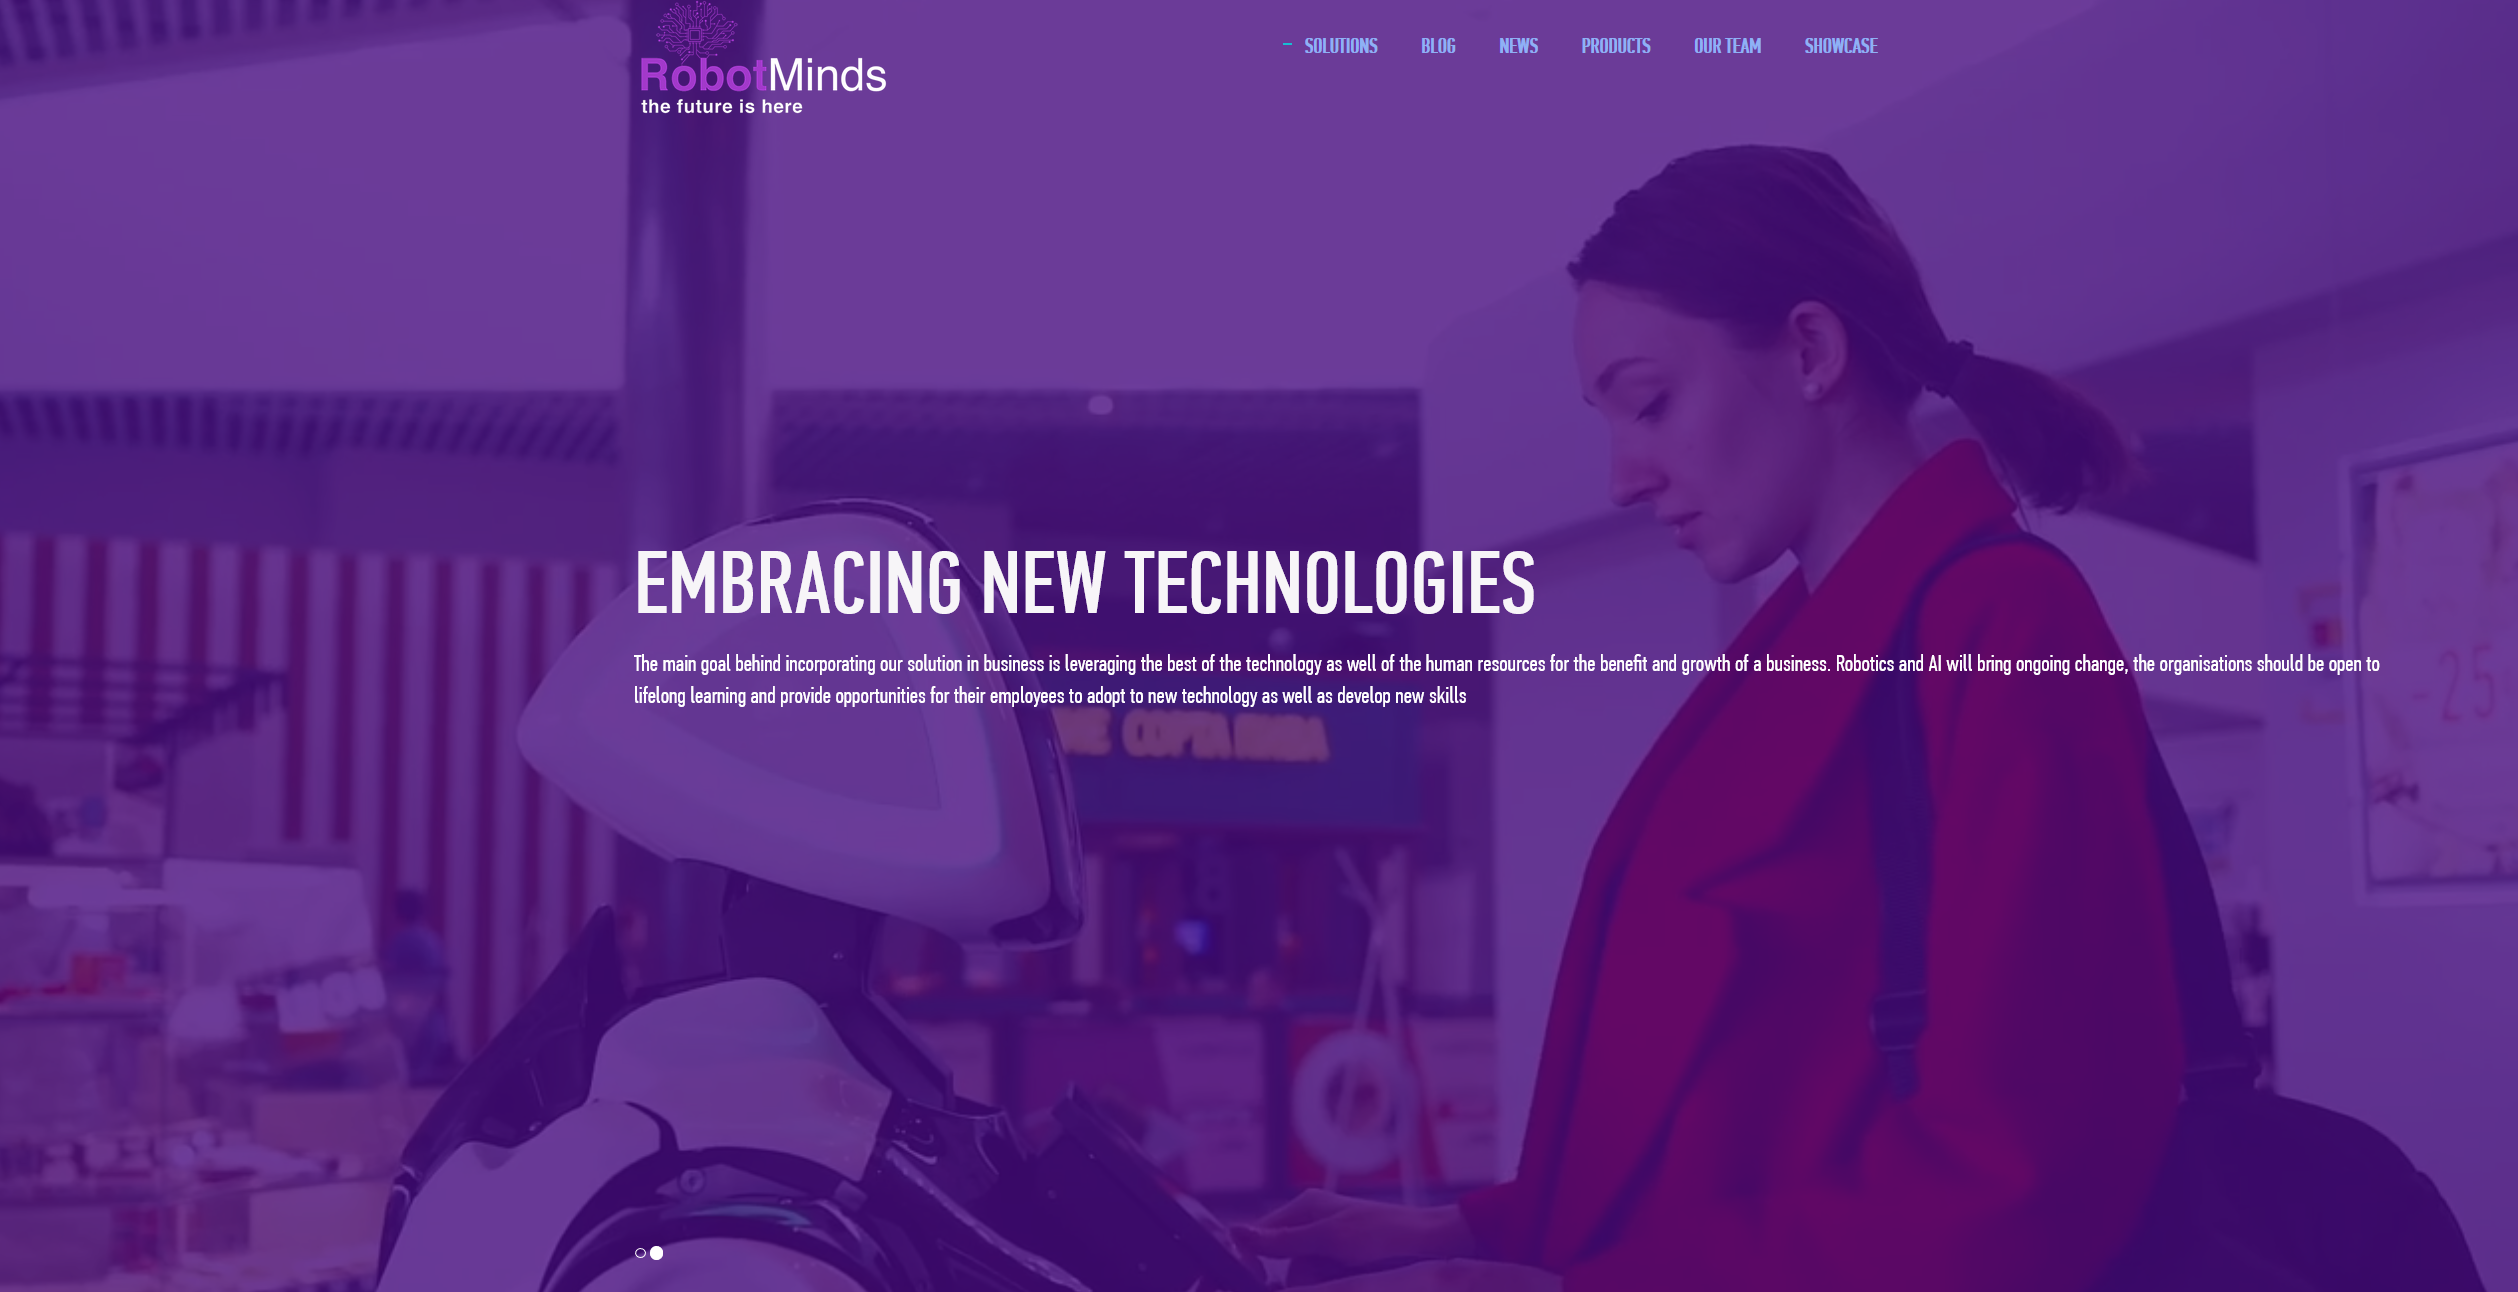 RobotMinds
the future is here
SOLUTIONS BLOG NEWS PRODUCTS OUR TEAM SHOWCASE
EMBRACING NEW TECHNOLOGIES
The main goal behind incorporating our solution in business is leveraging the best of the technology as well of the human resources for the benefit and growth of a business. Robotics and AI will bring ongoing change, the organisations should be open to
lifelong learning and provide opportunities for their employees to adopt to new technology as well as develop new skills
-25